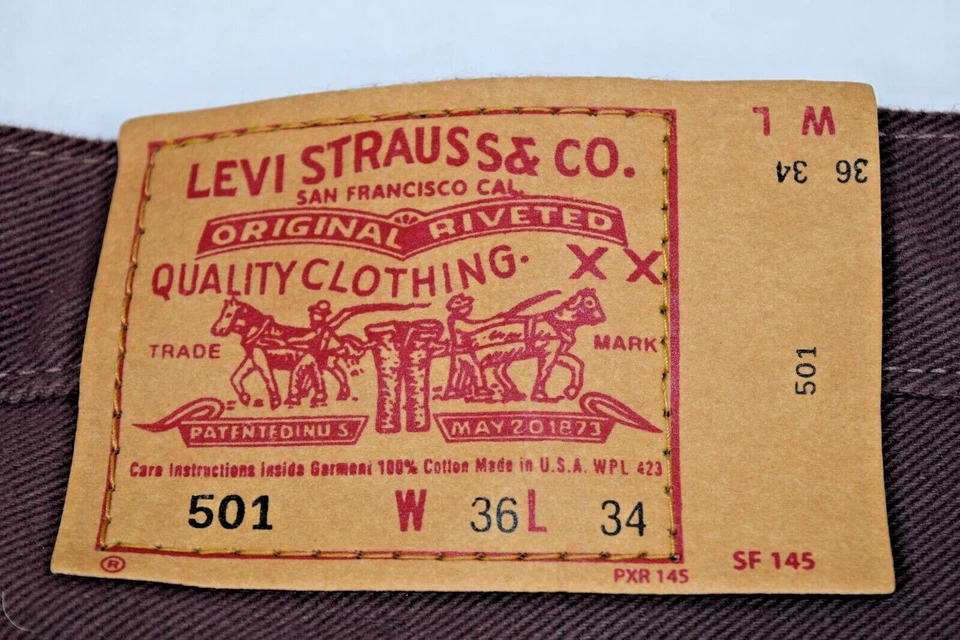 LEVI STRAUSS & CO.
SAN FRANCISCO CAL.
ORIGINAL RIVETED
QUALITY CLOTHING. XX
TRADE MARK
PATENTED IN U S MAY 20 1873
Care Instructions Inside Garment 100% Cotton Made in U.S.A. WPL 423
501 W 36 L 34
®
PXR 145
W L
36 34
501
SF 145